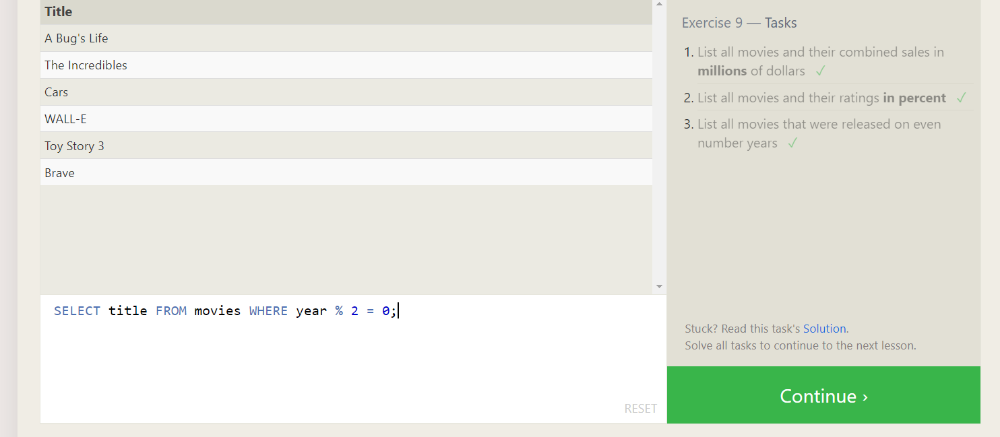 Title
A Bug's Life
The Incredibles
Cars
WALL-E
Toy Story 3
Brave
SELECT title FROM movies WHERE year % 2 = 0;
RESET
Exercise 9 — Tasks
1. List all movies and their combined sales in
millions of dollars ✓
2. List all movies and their ratings in percent ✓
3. List all movies that were released on even
number years ✓
Stuck? Read this task's Solution.
Solve all tasks to continue to the next lesson.
Continue ›